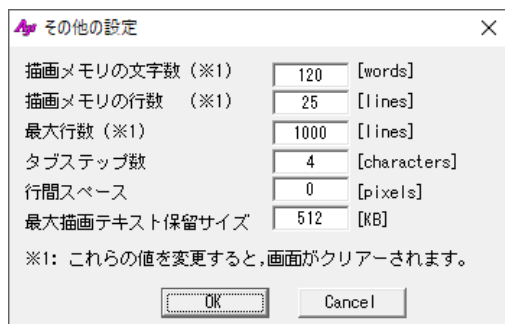 Ays その他の設定
描画メモリの文字数（※1） 120 [words]
描画メモリの行数 （※1） 25 [lines]
最大行数（※1） 1000 [lines]
タブステップ数 4 [characters]
行間スペース 0 [pixels]
最大描画テキスト保留サイズ 512 [KB]
※1: これらの値を変更すると,画面がクリアーされます。
OK Cancel